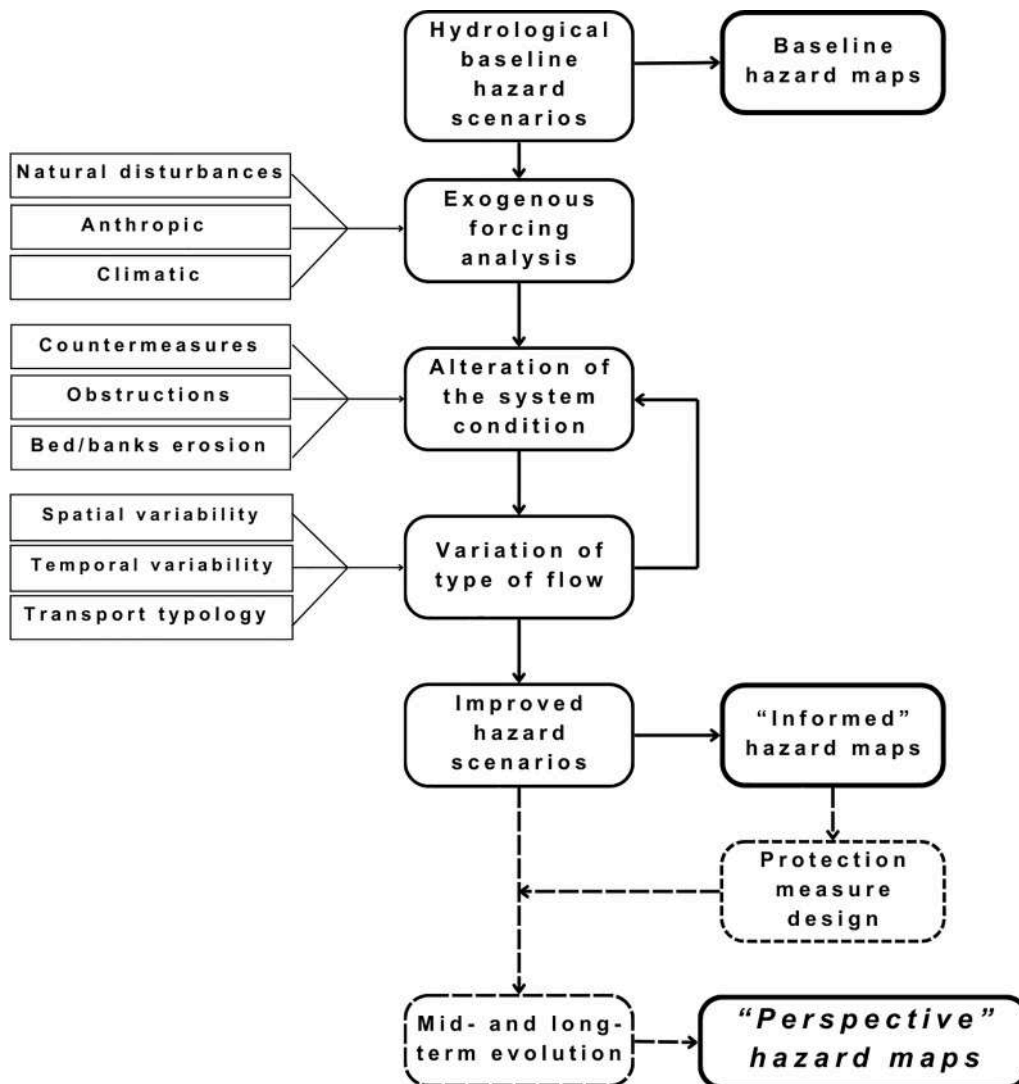 Hydrological
baseline
hazard
scenarios
Baseline
hazard maps
Natural disturbances
Anthropic
Climatic
Exogenous
forcing
analysis
Countermeasures
Obstructions
Bed/banks erosion
Alteration of
the system
condition
Spatial variability
Temporal variability
Transport typology
Variation of
type of flow
Improved
hazard
scenarios
“Informed”
hazard maps
Protection
measure
design
Mid- and long-
term evolution
“Perspective”
hazard maps